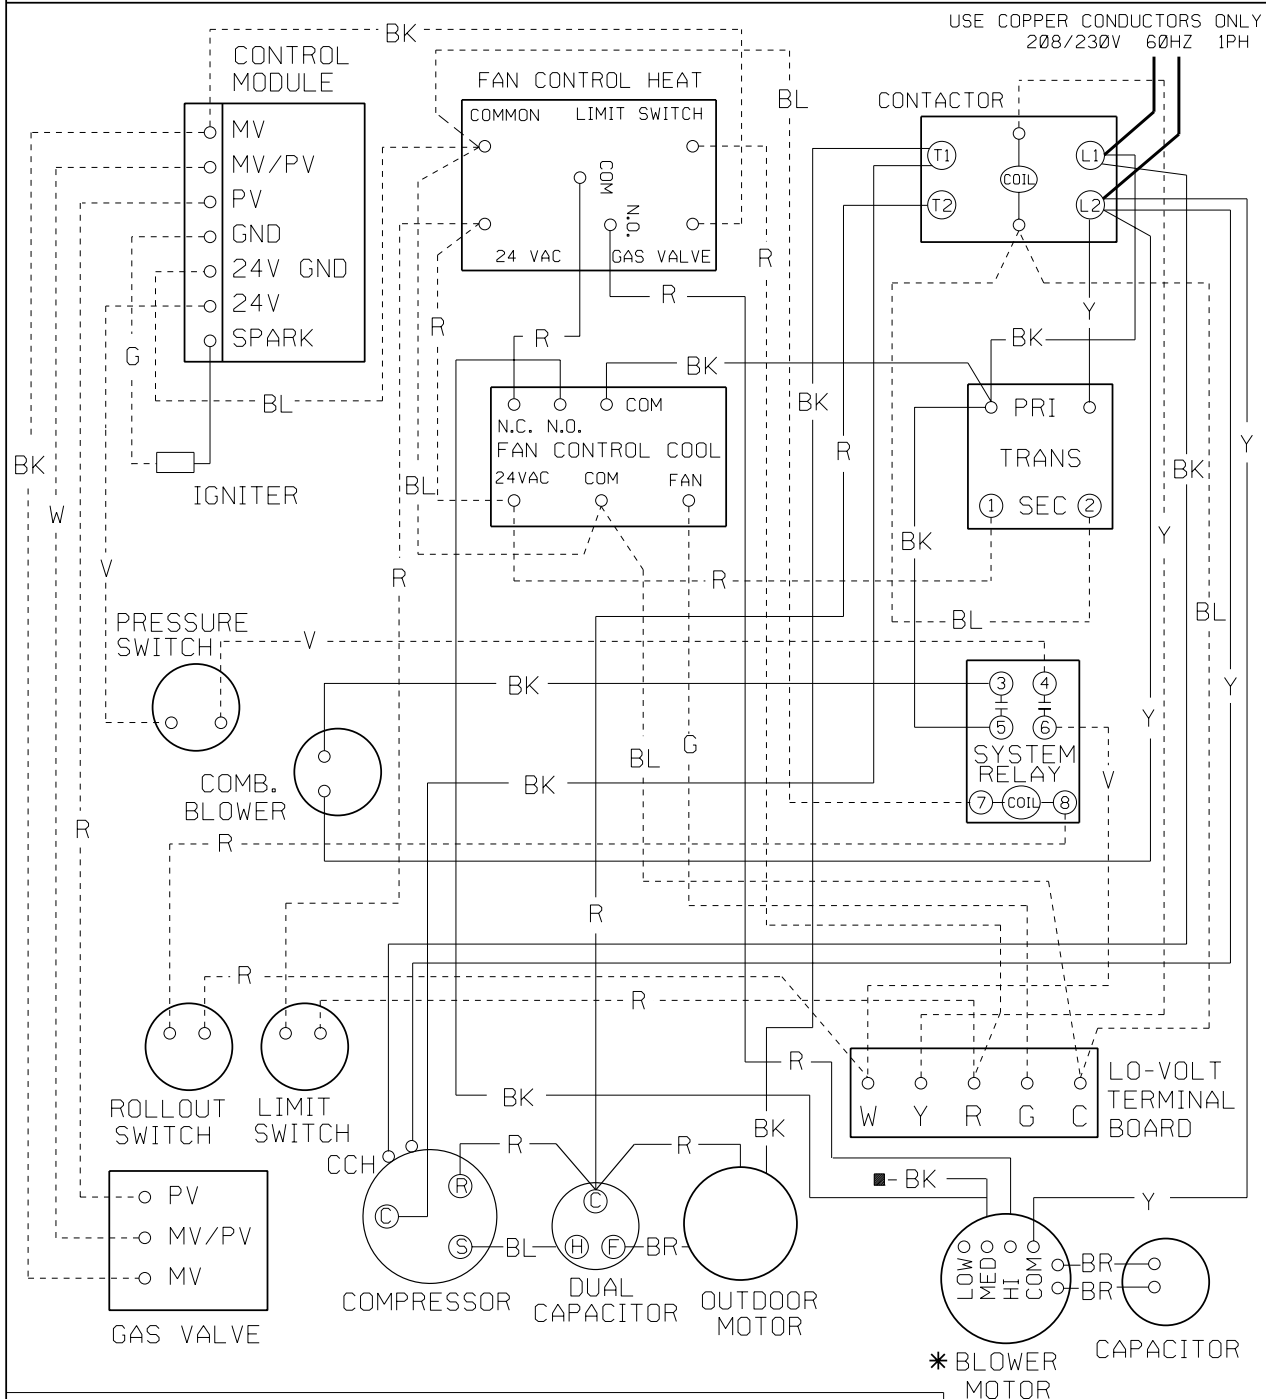 USE COPPER CONDUCTORS ONLY
208/230V 60HZ 1PH
BK
CONTROL
MODULE
FAN CONTROL HEAT
BL
CONTACTOR
COMMON
LIMIT SWITCH
MV
MV/PV
PV
GND
24V GND
24V
SPARK
COM
N.O.
24 VAC
GAS VALVE
T1
T2
COIL
L1
L2
R
R
R
R
Y
BK
G
BL
BK
BK
N.C. N.O.
COM
FAN CONTROL COOL
24VAC
COM
FAN
PRI
TRANS
1
SEC
2
R
Y
BK
BK
IGNITER
BL
W
BK
Y
V
R
R
BL
BL
PRESSURE
SWITCH
V
BK
3
4
5
6
SYSTEM
RELAY
7
COIL
8
Y
Y
V
G
BL
BK
COMB.
BLOWER
R
R
R
R
R
R
ROLLOUT
SWITCH
LIMIT
SWITCH
BK
BK
W
Y
R
G
C
LO-VOLT
TERMINAL
BOARD
CCH
R
R
BK
Y
R
C
S
BL
C
H
F
BR
COMPRESSOR
DUAL
CAPACITOR
OUTDOOR
MOTOR
PV
MV/PV
MV
GAS VALVE
LOW
MED
HI
COM
BR
BR
CAPACITOR
* BLOWER
MOTOR